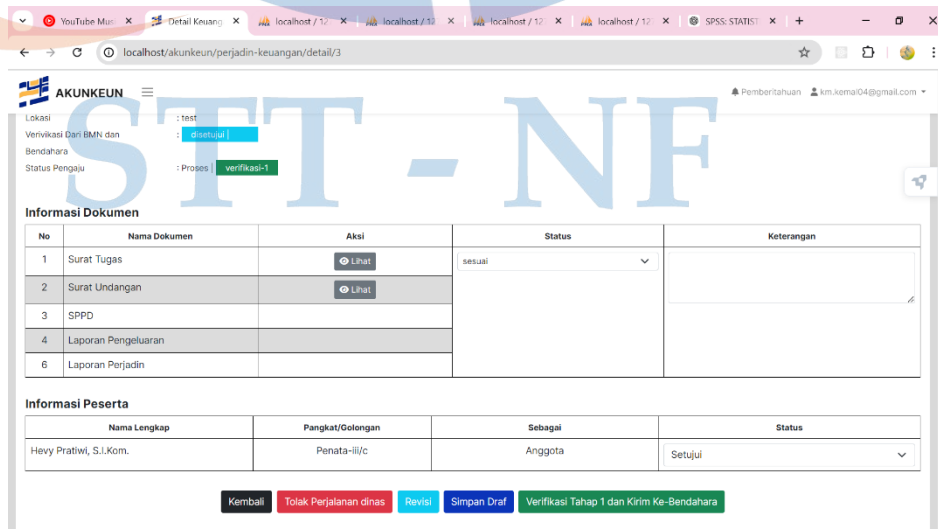 YouTube Mus
Detail Keuang
localhost / 12
localhost / 12
localhost / 12
localhost / 12
SPSS: STATIST
localhost/akunkeun/perjadin-keuangan/detail/3
AKUNKEUN
Pemberitahuan
km.kemal04@gmail.com
STT - NF
Lokasi : test
Verivikasi Dari BMN dan Bendahara : disetujui |
Status Pengaju : Proses | verifikasi-1
Informasi Dokumen
No Nama Dokumen Aksi Status Keterangan
1 Surat Tugas Lihat sesuai
2 Surat Undangan Lihat
3 SPPD
4 Laporan Pengeluaran
6 Laporan Perjadin
Informasi Peserta
Nama Lengkap Pangkat/Golongan Sebagai Status
Hevy Pratiwi, S.I.Kom. Penata-iii/c Anggota Setujui
Kembali Tolak Perjalanan dinas Revisi Simpan Draf Verifikasi Tahap 1 dan Kirim Ke-Bendahara